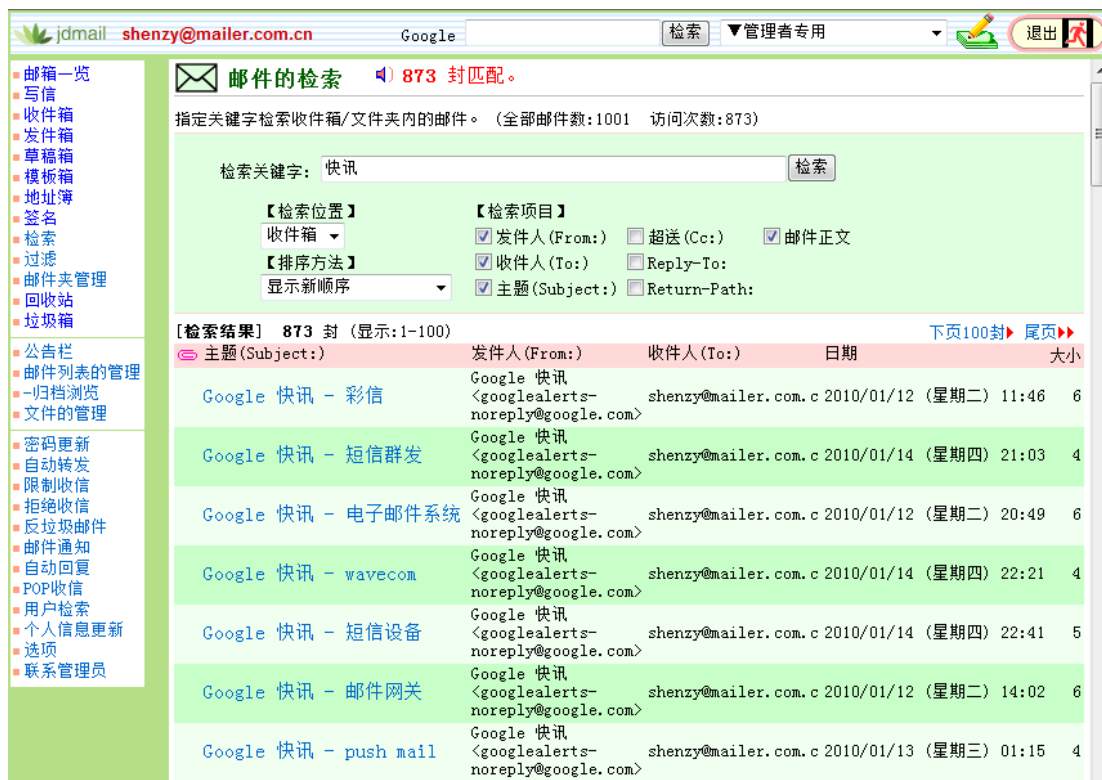 jdmail shenzy@mailer.com.cn Google 检索 ▼管理者专用 退出
邮箱一览
写信
收件箱
发件箱
草稿箱
模板箱
地址簿
签名
检索
过滤
邮件夹管理
回收站
垃圾箱
公告栏
邮件列表的管理
-归档浏览
文件的管理
密码更新
自动转发
限制收信
拒绝收信
反垃圾邮件
邮件通知
自动回复
POP收信
用户检索
个人信息更新
选项
联系管理员
邮件的检索 873 封匹配。
指定关键字检索收件箱/文件夹内的邮件。 (全部邮件数:1001 访问次数:873)
检索关键字: 快讯 检索
【检索位置】 【检索项目】
收件箱 发件人(From:) 超送(Cc:) 邮件正文
【排序方法】 收件人(To:) Reply-To:
显示新顺序 主题(Subject:) Return-Path:
[检索结果] 873 封 (显示:1-100) 下页100封 尾页
主题(Subject:) 发件人(From:) 收件人(To:) 日期 大小
Google 快讯
Google 快讯 - 彩信 <googlealerts- shenzy@mailer.com.c 2010/01/12 (星期二) 11:46 6
noreply@google.com>
Google 快讯
Google 快讯 - 短信群发 <googlealerts- shenzy@mailer.com.c 2010/01/14 (星期四) 21:03 4
noreply@google.com>
Google 快讯
Google 快讯 - 电子邮件系统 <googlealerts- shenzy@mailer.com.c 2010/01/12 (星期二) 20:49 6
noreply@google.com>
Google 快讯
Google 快讯 - wavecom <googlealerts- shenzy@mailer.com.c 2010/01/14 (星期四) 22:21 4
noreply@google.com>
Google 快讯
Google 快讯 - 短信设备 <googlealerts- shenzy@mailer.com.c 2010/01/14 (星期四) 22:41 5
noreply@google.com>
Google 快讯
Google 快讯 - 邮件网关 <googlealerts- shenzy@mailer.com.c 2010/01/12 (星期二) 14:02 6
noreply@google.com>
Google 快讯
Google 快讯 - push mail <googlealerts- shenzy@mailer.com.c 2010/01/13 (星期三) 01:15 4
noreply@google.com>